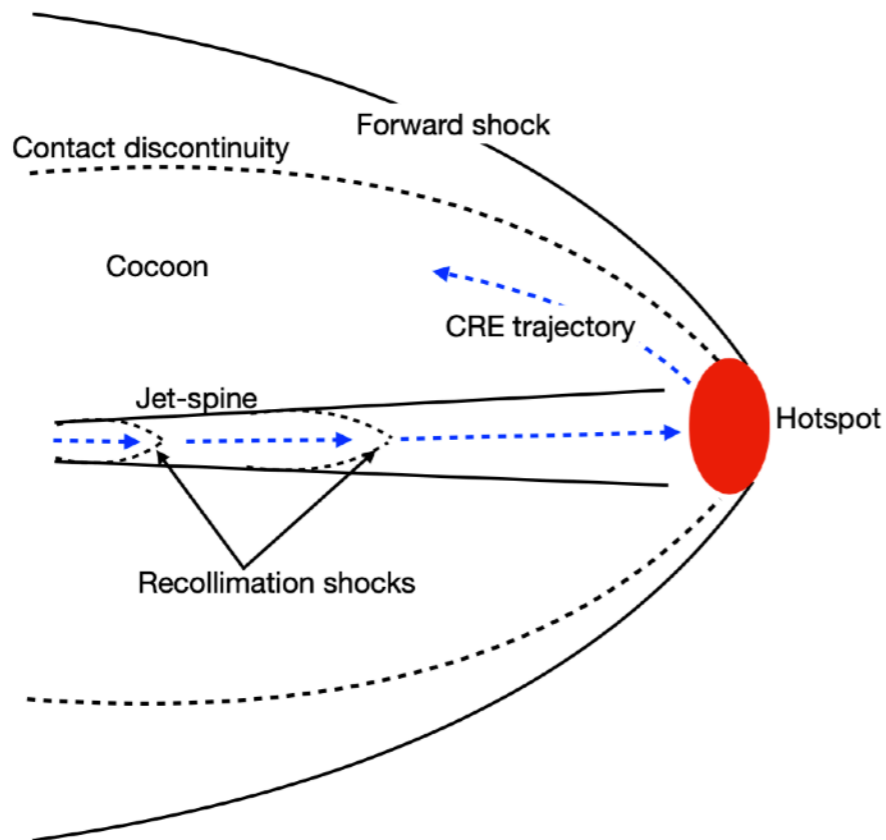 Forward shock
Contact discontinuity
Cocoon
CRE trajectory
Jet-spine
Hotspot
Recollimation shocks